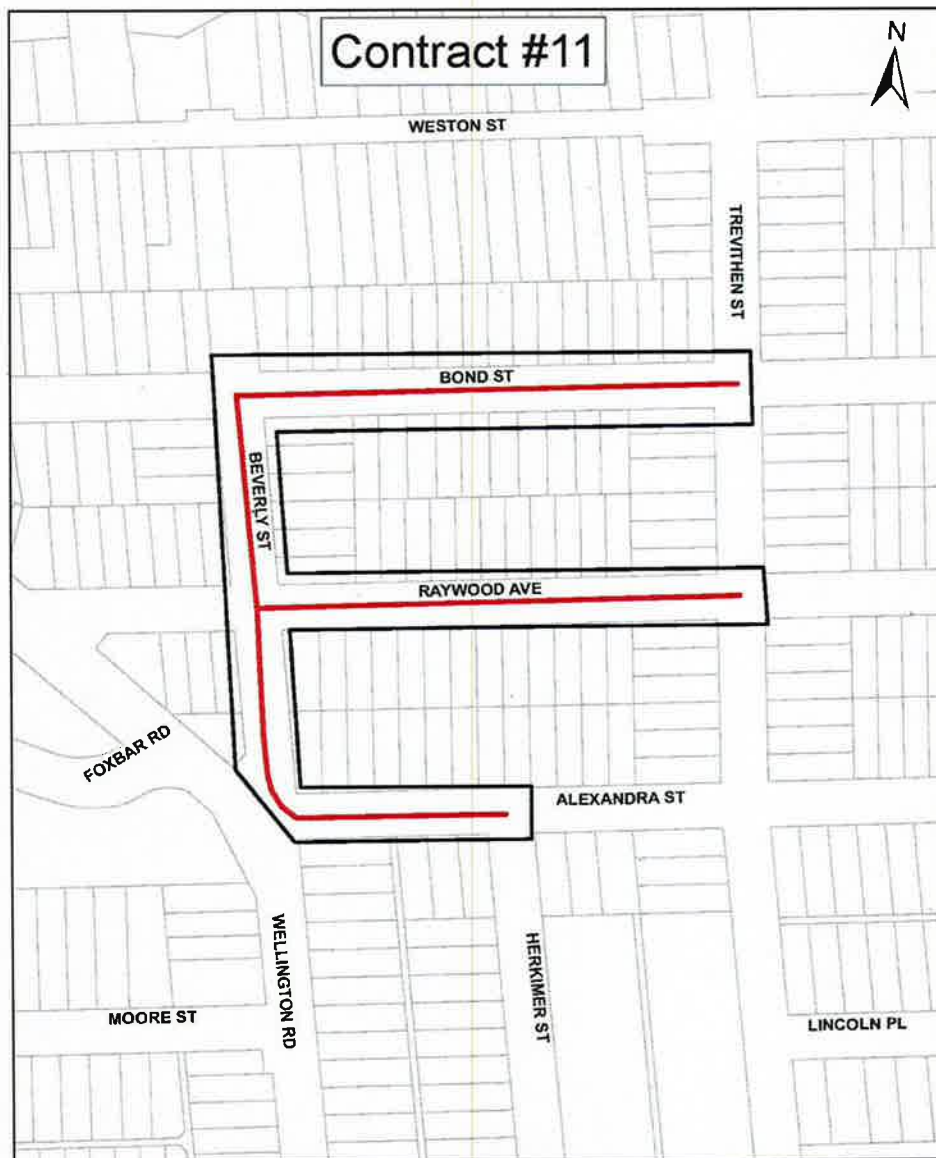 Contract #11
N
WESTON ST
TREVITHEN ST
BOND ST
BEVERLY ST
RAYWOOD AVE
FOXBAR RD
ALEXANDRA ST
WELLINGTON RD
HERKIMER ST
MOORE ST
LINCOLN PL